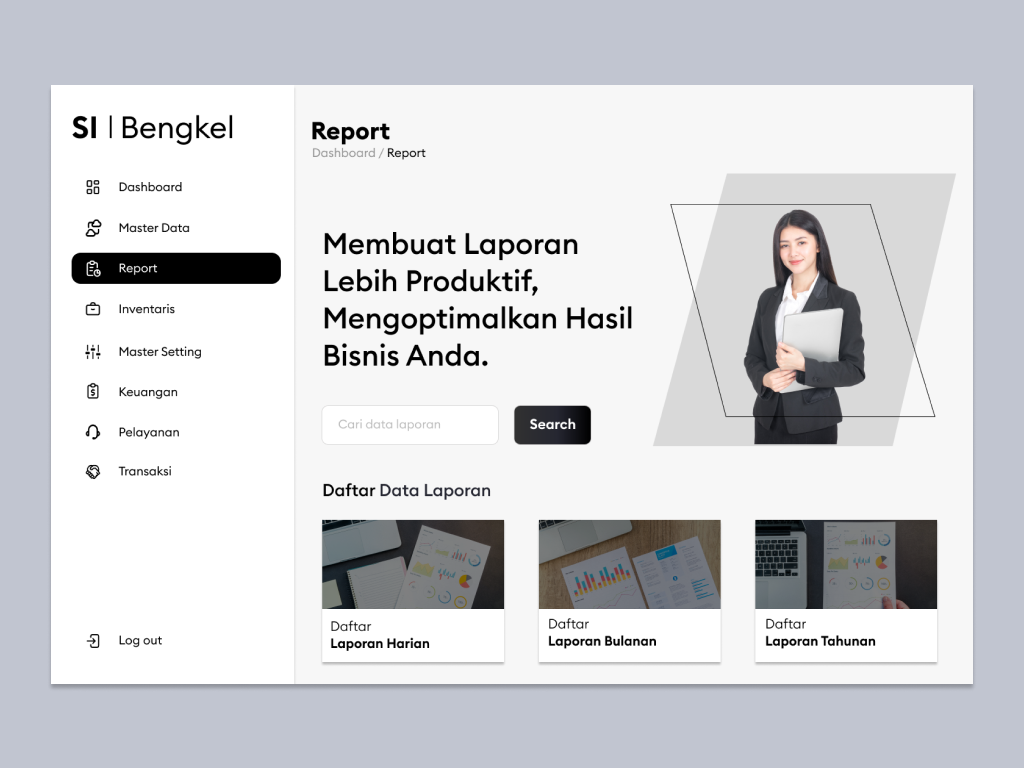 SI | Bengkel
Dashboard
Master Data
Report
Inventaris
Master Setting
Keuangan
Pelayanan
Transaksi
Log out
Report
Dashboard / Report
Membuat Laporan
Lebih Produktif,
Mengoptimalkan Hasil
Bisnis Anda.
Cari data laporan
Search
Daftar Data Laporan
Daftar
Laporan Harian
Daftar
Laporan Bulanan
Daftar
Laporan Tahunan